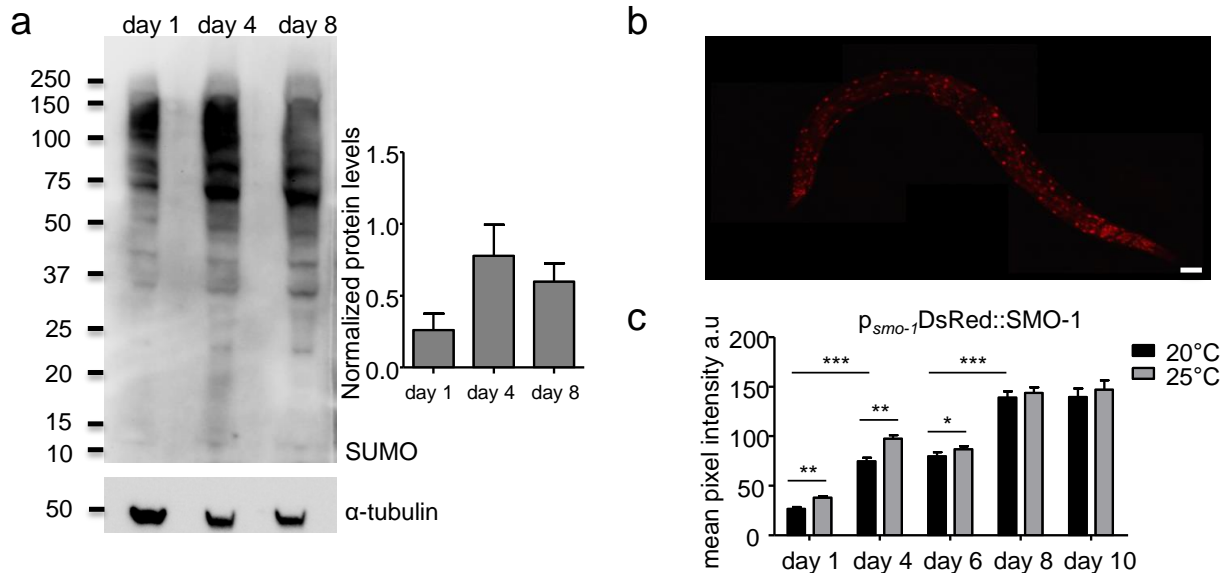 a
day 1 day 4 day 8
250
150
100
75
50
37
25
20
15
10
SUMO
50
α-tubulin
Normalized protein levels
1.5
1.0
0.5
0.0
day 1 day 4 day 8
b
c
p smo-1 DsRed::SMO-1
mean pixel intensity a.u
200
150
100
50
0
20°C
25°C
**
***
**
*
***
day 1 day 4 day 6 day 8 day 10